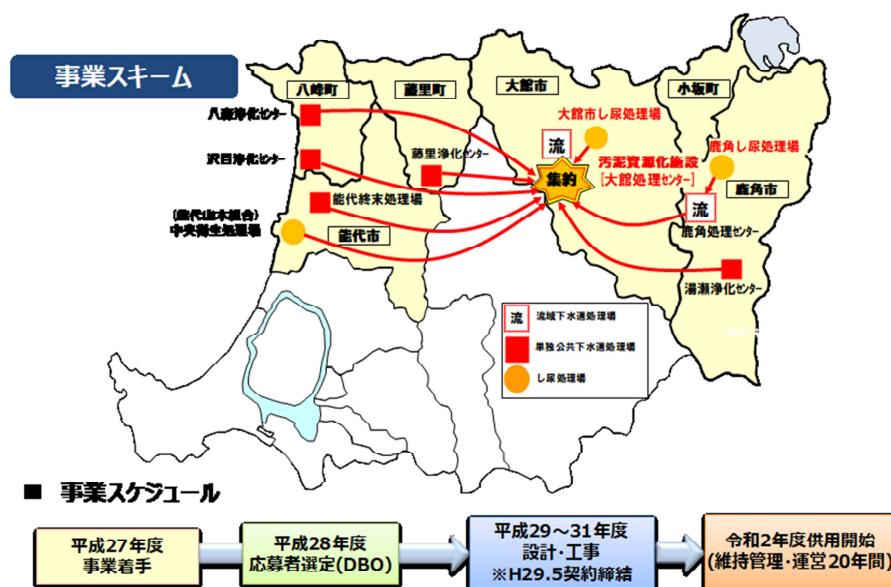 事業スキーム
八峰町
藤里町
大館市
小坂町
八森浄化センター
大館市し尿処理場
鹿角し尿処理場
流
沢目浄化センター
藤里浄化センター
集約
汚泥資源化施設
[大館処理センター]
鹿角市
流
能代終末処理場
(能代山本組合)
中央衛生処理場
能代市
鹿角処理センター
湯瀬浄化センター
流 流域下水道処理場
単独公共下水道処理場
し尿処理場
■ 事業スケジュール
平成27年度
事業着手
平成28年度
応募者選定(DBO)
平成29～31年度
設計・工事
※H29.5契約締結
令和2年度供用開始
(維持管理・運営20年間)